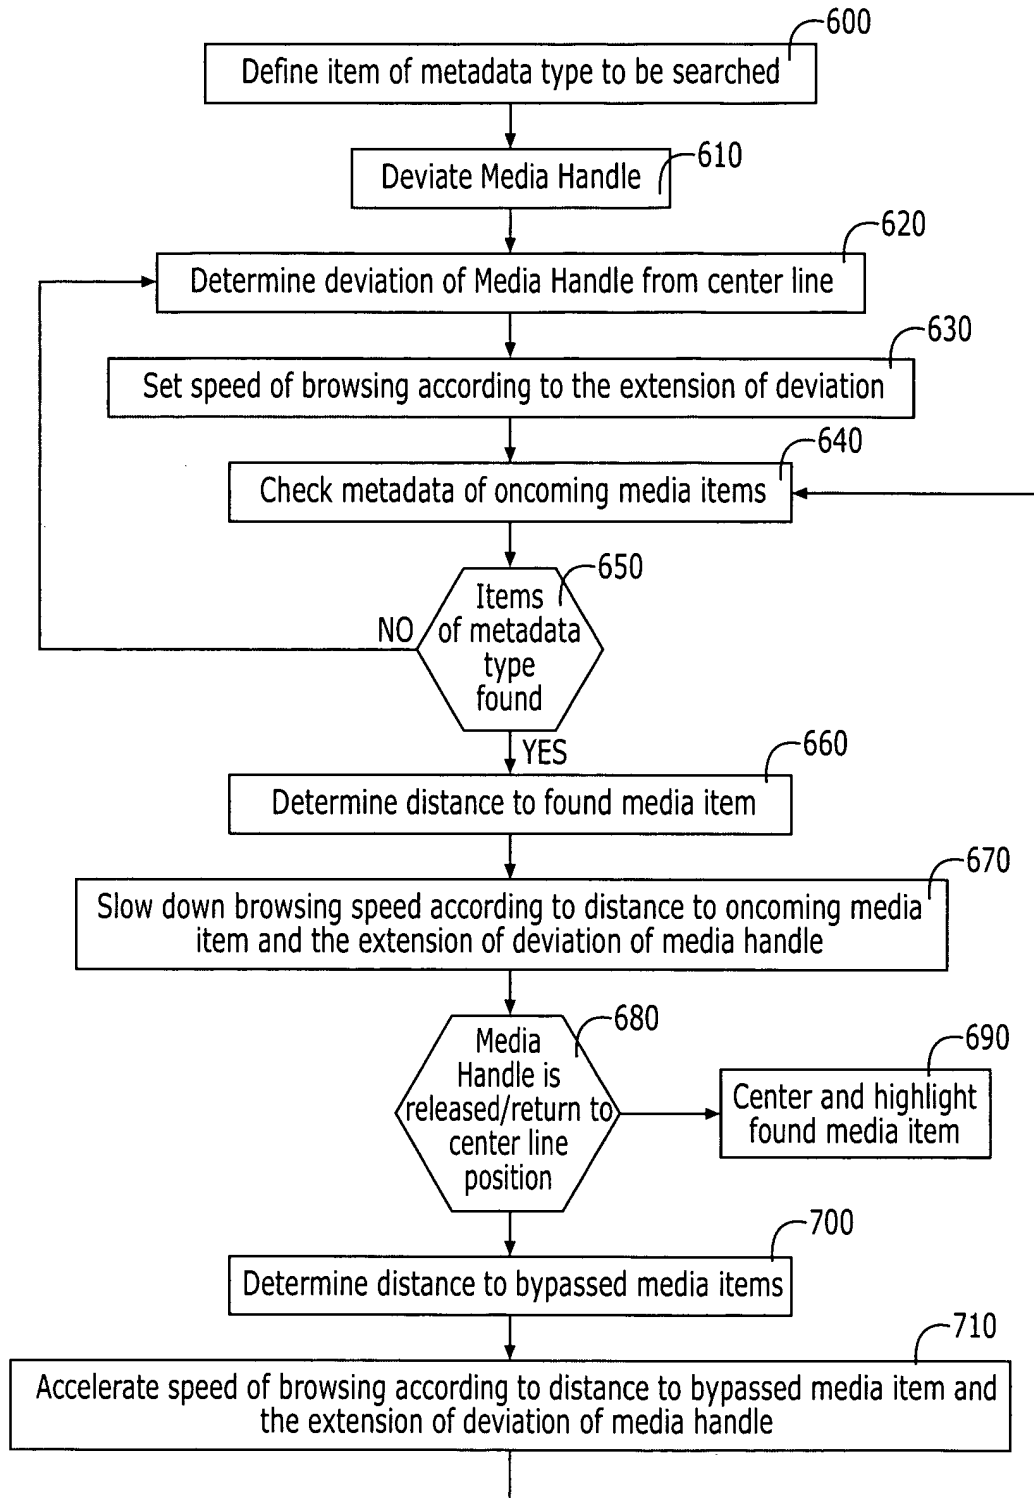 600
Define item of metadata type to be searched
610
Deviate Media Handle
620
Determine deviation of Media Handle from center line
630
Set speed of browsing according to the extension of deviation
640
Check metadata of oncoming media items
650
Items
of metadata
type
found
NO
YES
660
Determine distance to found media item
670
Slow down browsing speed according to distance to oncoming media
item and the extension of deviation of media handle
680
Media
Handle is
released/return to
center line
position
690
Center and highlight
found media item
700
Determine distance to bypassed media items
710
Accelerate speed of browsing according to distance to bypassed media item and
the extension of deviation of media handle